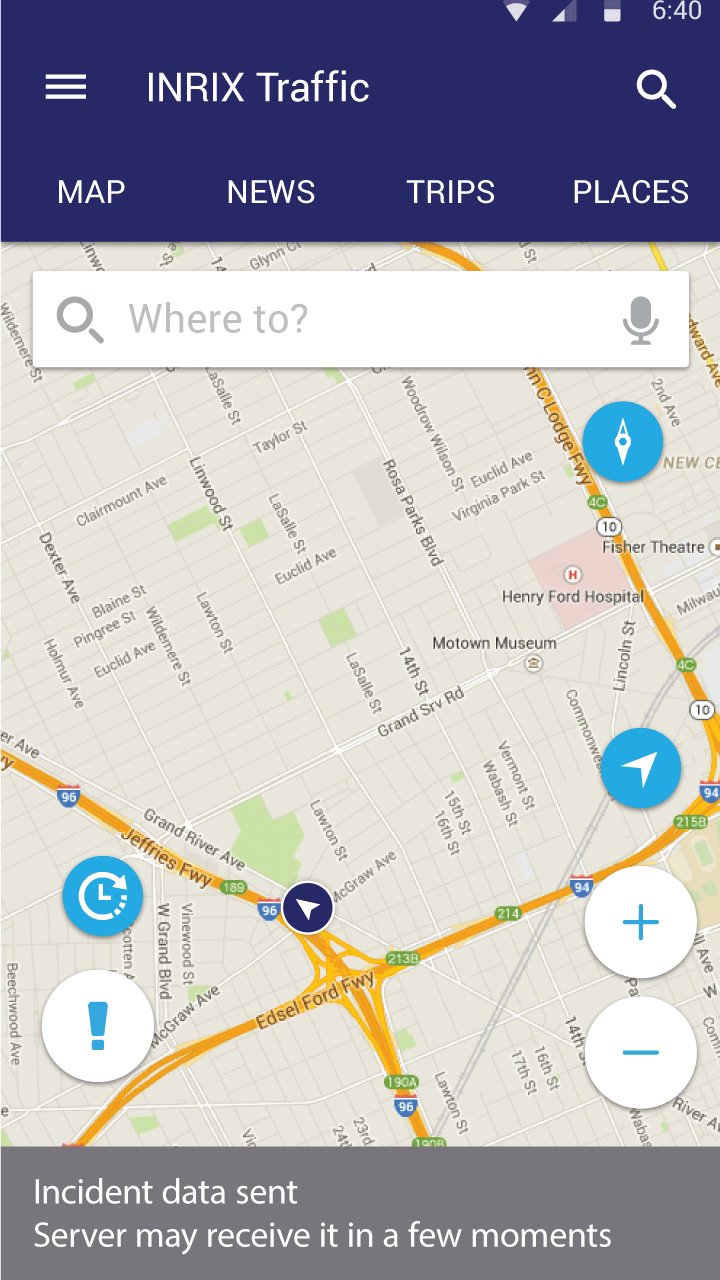 6:40
INRIX Traffic
MAP NEWS TRIPS PLACES
Glynn Ct
Where to?
Wildemere St
LaSalle St
Woodrow Wilson St
2nd Ave
Taylor St
NEW CE
Linwood St
Rosa Parks Blvd
Euclid Ave
Virginia Park St
Clairmount Ave
LaSalle St
4C
10
Dexter Ave
Fisher Theatre
Euclid Ave
H
Henry Ford Hospital
Blaine St
Pingree St
Euclid Ave
Wildemere St
Lawton St
Holmur Ave
Motown Museum
Lincoln St
14th St
LaSalle St
4C
Grand Srv Rd
10
Vermont St
Wabash St
96
94
15th St
16th St
215B
Grand River Ave
Jeffries Fwy
Lawton St
McGraw Ave
189
96
94
214
W Grand Blvd
Vinewood St
213B
Beechwood Ave
McGraw Ave
Edsel Ford Fwy
14th St
16th St
17th St
190A
96
Lawton St
River Av
23rd
24t
190B
Incident data sent
Server may receive it in a few moments